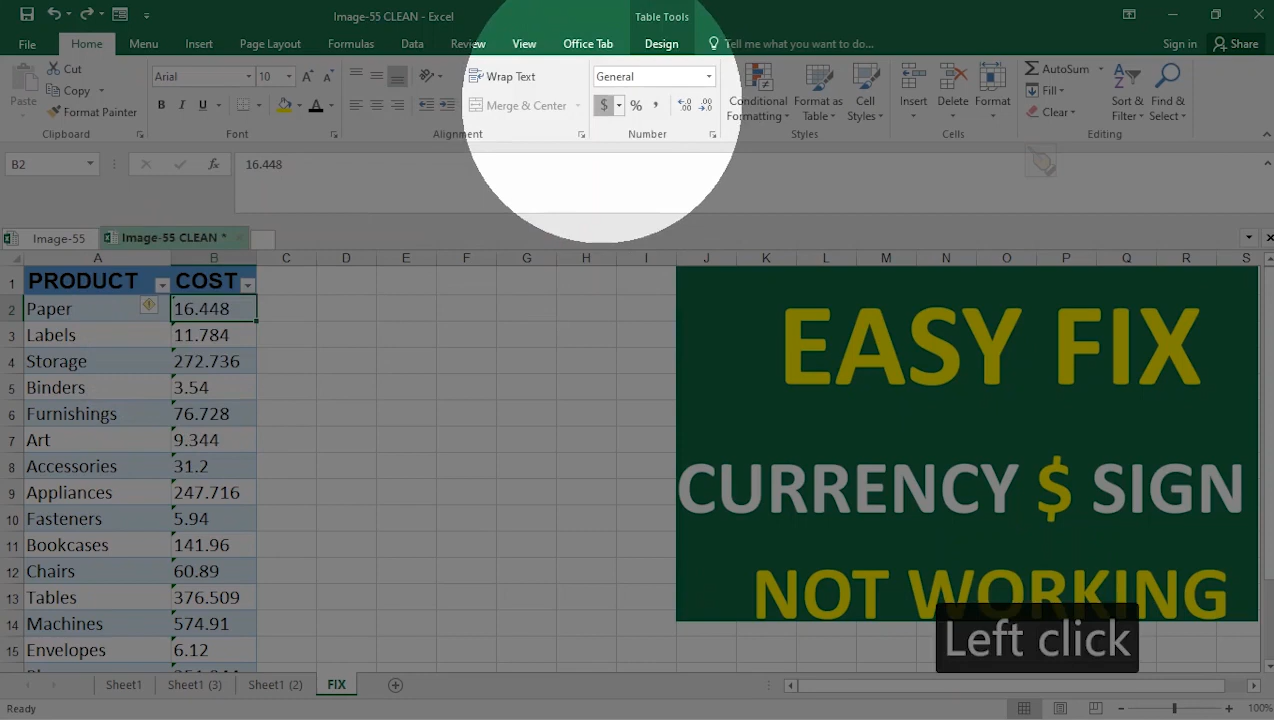 Image-55 CLEAN - Excel
Table Tools
File Home Menu Insert Page Layout Formulas Data Review View Office Tab Design Tell me what you want to do... Sign in Share
Paste
Cut
Copy
Format Painter
Clipboard
Arial 10
B I U
Font
Wrap Text
Merge & Center
Alignment
General
$ % ,
Number
Conditional Formatting
Format as Table
Cell Styles
Styles
Insert
Delete
Format
Cells
AutoSum
Fill
Clear
Sort & Filter
Find & Select
Editing
B2 fx 16.448
Image-55 Image-55 CLEAN *
A B C D E F G H I J K L M N O P Q R S
1 PRODUCT COST
2 Paper 16.448
3 Labels 11.784
4 Storage 272.736
5 Binders 3.54
6 Furnishings 76.728
7 Art 9.344
8 Accessories 31.2
9 Appliances 247.716
10 Fasteners 5.94
11 Bookcases 141.96
12 Chairs 60.89
13 Tables 376.509
14 Machines 574.91
15 Envelopes 6.12
EASY FIX
CURRENCY $ SIGN
NOT WORKING
Left click
Sheet1 Sheet1 (3) Sheet1 (2) FIX
Ready 100%